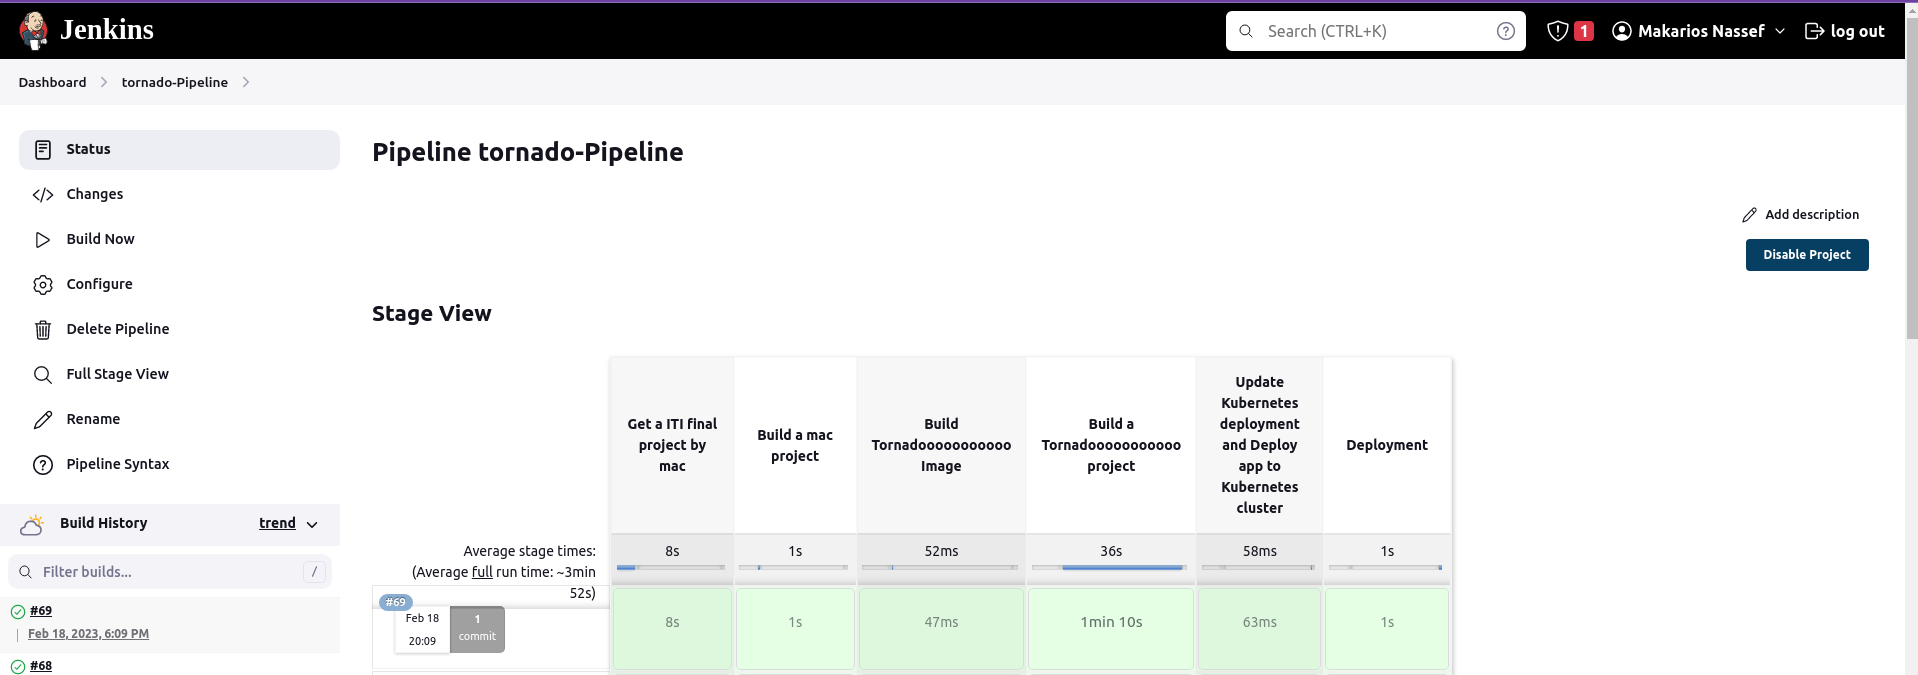 Jenkins
Search (CTRL+K)
?
1
Makarios Nassef
log out
Dashboard
tornado-Pipeline
Status
Changes
Build Now
Configure
Delete Pipeline
Full Stage View
Rename
Pipeline Syntax
Build History
trend
Filter builds...
/
#69
Feb 18, 2023, 6:09 PM
#68
Pipeline tornado-Pipeline
Add description
Disable Project
Stage View
Get a ITI final
project by
mac
Build a mac
project
Build
Tornadooooooooooo
Image
Build a
Tornadooooooooooo
project
Update
Kubernetes
deployment
and Deploy
app to
Kubernetes
cluster
Deployment
Average stage times:
(Average full run time: ~3min
52s)
8s
1s
52ms
36s
58ms
1s
#69
Feb 18
20:09
1
commit
8s
1s
47ms
1min 10s
63ms
1s